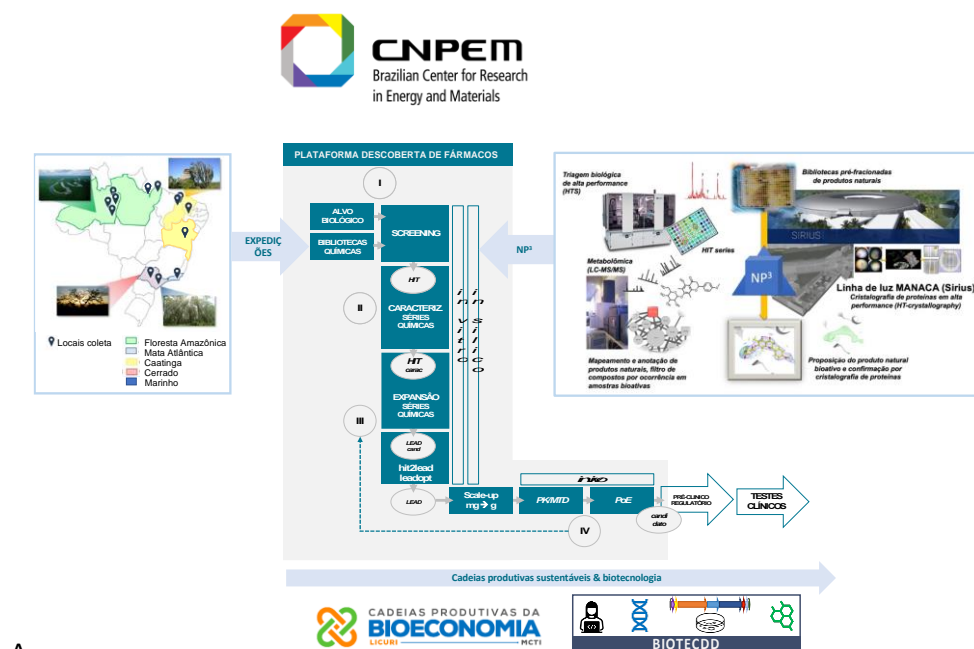 CNPEM
Brazilian Center for Research
in Energy and Materials
PLATAFORMA DESCOBERTA DE FÁRMACOS
I
ALVO
BIOLÓGICO
BIBLIOTECAS
QUÍMICAS
SCREENING
EXPEDIÇ
ÕES
NP³
HIT
II
CARACTERIZ.
SÉRIES
QUÍMICAS
HIT
carac
EXPANSÃO
SÉRIES
QUÍMICAS
III
LEAD
cand
hit2lead
leadopt
LEAD
in vitro
in silico
Scale-up
mg → g
PK/MTD
PoE
IV
candi
dato
PRÉ-CLINICO
REGULATÓRIO
TESTES
CLÍNICOS
Locais coleta
Floresta Amazônica
Mata Atlântica
Caatinga
Cerrado
Marinho
Triagem biológica
de alta performance
(HTS)
HIT series
Metabolômica
(LC-MS/MS)
Mapeamento e anotação de
produtos naturais, filtro de
compostos por ocorrência em
amostras bioativas
Bibliotecas pré-fracionadas
de produtos naturais
SIRIUS
NP³
Linha de luz MANACA (Sirius)
Cristalografia de proteínas em alta
performance (HT-crystallography)
Proposição do produto natural
bioativo e confirmação por
cristalografia de proteínas
Cadeias produtivas sustentáveis & biotecnologia
CADEIAS PRODUTIVAS DA
BIOECONOMIA
LICURI
MCTI
BIOTECDD
A